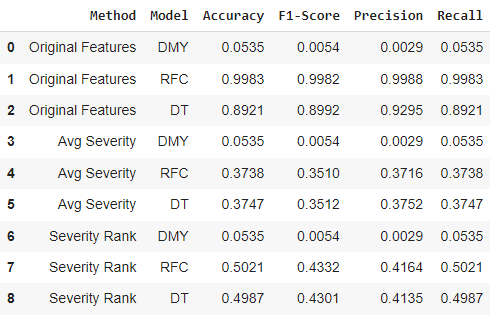 Method Model Accuracy F1-Score Precision Recall
0 Original Features DMY 0.0535 0.0054 0.0029 0.0535
1 Original Features RFC 0.9983 0.9982 0.9988 0.9983
2 Original Features DT 0.8921 0.8992 0.9295 0.8921
3 Avg Severity DMY 0.0535 0.0054 0.0029 0.0535
4 Avg Severity RFC 0.3738 0.3510 0.3716 0.3738
5 Avg Severity DT 0.3747 0.3512 0.3752 0.3747
6 Severity Rank DMY 0.0535 0.0054 0.0029 0.0535
7 Severity Rank RFC 0.5021 0.4332 0.4164 0.5021
8 Severity Rank DT 0.4987 0.4301 0.4135 0.4987